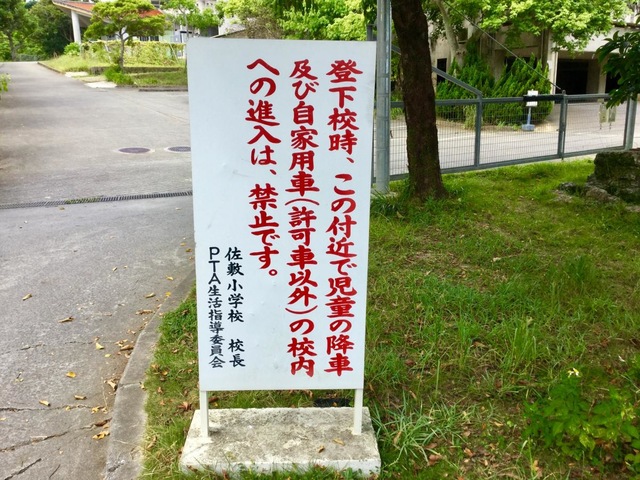 登下校時、この付近で児童の降車
及び自家用車(許可車以外)の校内
への進入は、禁止です。
佐敷小学校 校長
PTA生活指導委員会